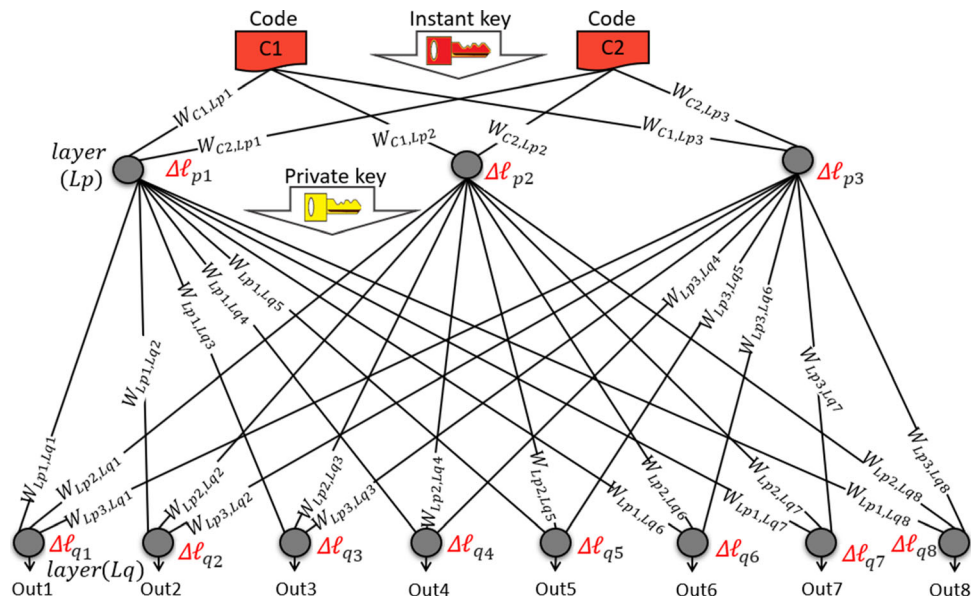 Code
Instant key
Code
C1
C2
W_{C1,Lp1}
W_{C2,Lp1}
W_{C1,Lp2}
W_{C2,Lp2}
W_{C1,Lp3}
W_{C2,Lp3}
layer
(Lp)
Δℓ_{p1}
Δℓ_{p2}
Δℓ_{p3}
Private key
W_{Lp1,Lq1}
W_{Lp1,Lq2}
W_{Lp1,Lq3}
W_{Lp1,Lq4}
W_{Lp1,Lq5}
W_{Lp3,Lq4}
W_{Lp3,Lq5}
W_{Lp3,Lq6}
W_{Lp3,Lq7}
W_{Lp3,Lq8}
W_{Lp2,Lq1}
W_{Lp3,Lq1}
W_{Lp2,Lq2}
W_{Lp3,Lq2}
W_{Lp2,Lq3}
W_{Lp3,Lq3}
W_{Lp2,Lq4}
W_{Lp2,Lq5}
W_{Lp1,Lq6}
W_{Lp2,Lq6}
W_{Lp1,Lq7}
W_{Lp2,Lq7}
W_{Lp1,Lq8}
W_{Lp2,Lq8}
Δℓ_{q1}
Δℓ_{q2}
Δℓ_{q3}
Δℓ_{q4}
Δℓ_{q5}
Δℓ_{q6}
Δℓ_{q7}
Δℓ_{q8}
layer(Lq)
Out1
Out2
Out3
Out4
Out5
Out6
Out7
Out8